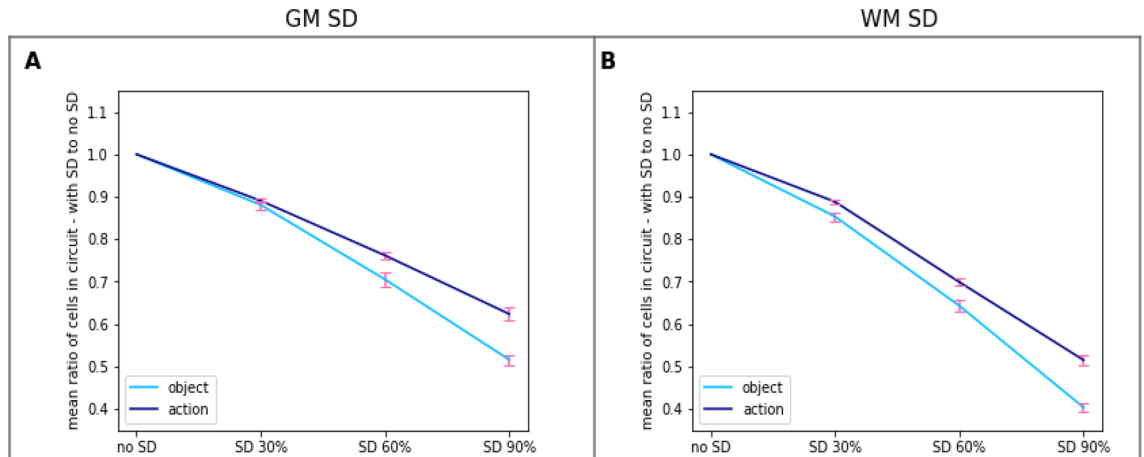 GM SD
WM SD
A
mean ratio of cells in circuit - with SD to no SD
1.1
1.0
0.9
0.8
0.7
0.6
0.5
0.4
object
action
no SD
SD 30%
SD 60%
SD 90%
B
mean ratio of cells in circuit - with SD to no SD
1.1
1.0
0.9
0.8
0.7
0.6
0.5
0.4
object
action
no SD
SD 30%
SD 60%
SD 90%